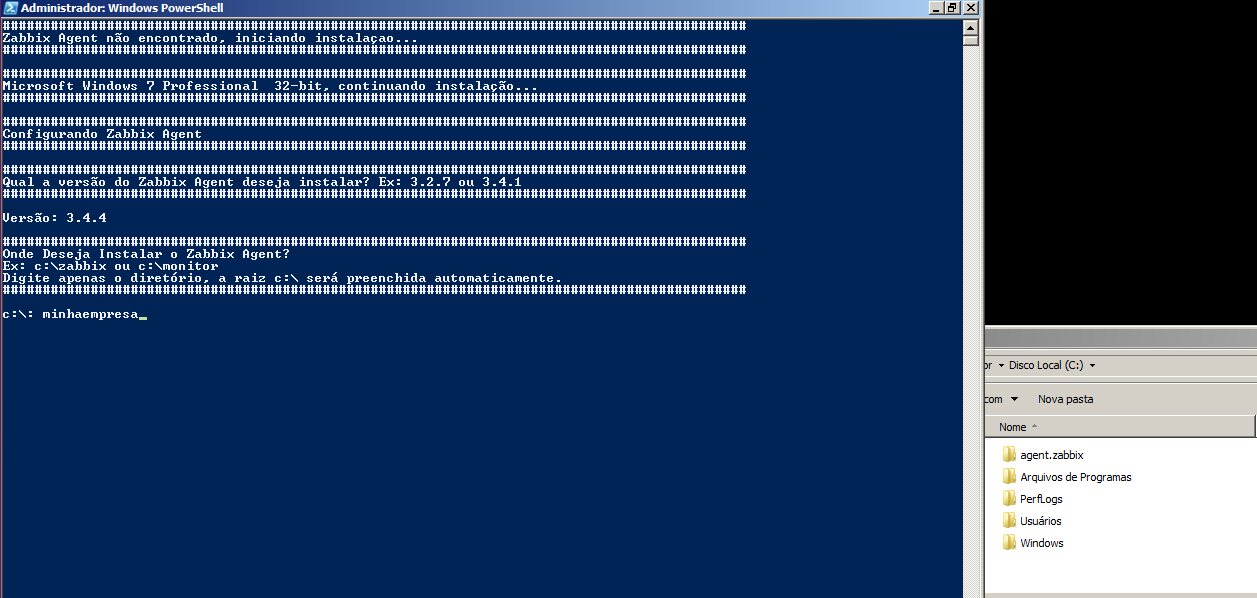 Administrador: Windows PowerShell
#############################################################################################
Zabbix Agent não encontrado, iniciando instalaçao...
#############################################################################################
#############################################################################################
Microsoft Windows 7 Professional  32-bit, continuando instalação...
#############################################################################################
#############################################################################################
Configurando Zabbix Agent
#############################################################################################
#############################################################################################
Qual a versão do Zabbix Agent deseja instalar? Ex: 3.2.7 ou 3.4.1
#############################################################################################
Versão: 3.4.4
#############################################################################################
Onde Deseja Instalar o Zabbix Agent?
Ex: c:\zabbix ou c:\monitor
Digite apenas o diretório, a raiz c:\ será preenchida automaticamente.
#############################################################################################
c:\: minhaempresa_
or Disco Local (C:)
com Nova pasta
Nome
agent.zabbix
Arquivos de Programas
PerfLogs
Usuários
Windows